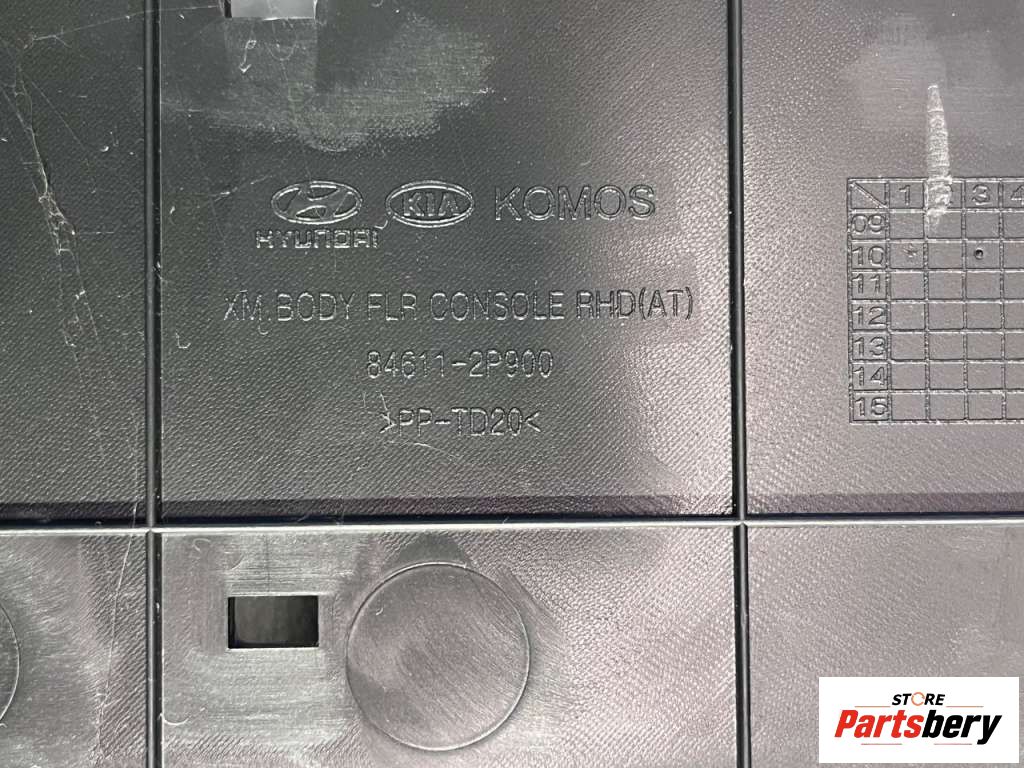 KIA KOMOS
HYUNDAI
XM BODY FLR CONSOLE RHD(AT)
84611-2P900
>PP-TD20<
1 2 3 4
09
10
11
12
13
14
15
STORE
Partsbery